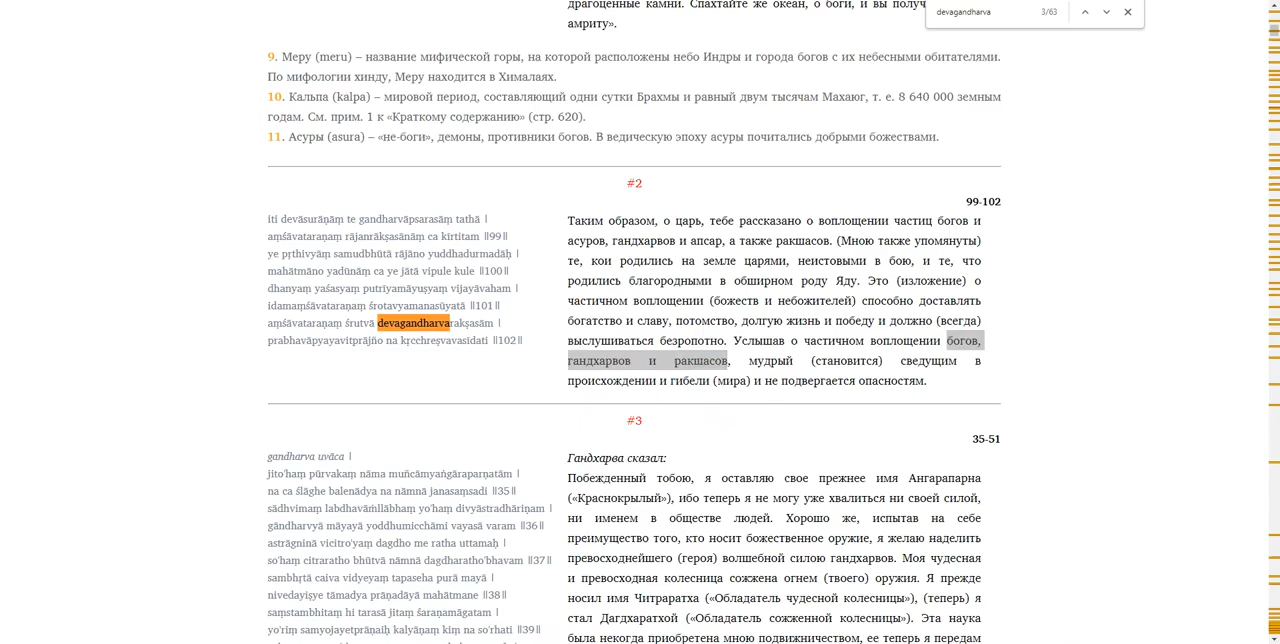 драгоценные камни. Спахтайте же океан, о боги, и вы получ
амриту».
devagandharva 3/63
9. Меру (meru) – название мифической горы, на которой расположены небо Индры и города богов с их небесными обитателями.
По мифологии хинду, Меру находится в Хималаях.
10. Кальпа (kalpa) – мировой период, составляющий одни сутки Брахмы и равный двум тысячам Махаюг, т. е. 8 640 000 земным
годам. См. прим. 1 к «Краткому содержанию» (стр. 620).
11. Асуры (asura) – «не-боги», демоны, противники богов. В ведическую эпоху асуры почитались добрыми божествами.
#2
99-102
iti devāsurāṇāṃ te gandharvāpsarasāṃ tathā |
aṃśāvataraṇaṃ rājanrākṣasānāṃ ca kīrtitam ||99||
ye pṛthivyāṃ samudbhūtā rājāno yuddhadurmadāḥ |
mahātmāno yadūnāṃ ca ye jātā vipule kule ||100||
dhanyaṃ yaśasyaṃ putrīyamāyuṣyaṃ vijayāvaham |
idamaṃśāvataraṇaṃ śrotavyamanasūyatā ||101||
aṃśāvataraṇaṃ śrutvā devagandharvarakṣasām |
prabhavāpyayavitprājño na kṛcchreṣvavasīdati ||102||
Таким образом, о царь, тебе рассказано о воплощении частиц богов и
асуров, гандхарвов и апсар, а также ракшасов. (Мною также упомянуты)
те, кои родились на земле царями, неистовыми в бою, и те, что
родились благородными в обширном роду Яду. Это (изложение) о
частичном воплощении (божеств и небожителей) способно доставлять
богатство и славу, потомство, долгую жизнь и победу и должно (всегда)
выслушиваться безропотно. Услышав о частичном воплощении богов,
гандхарвов и ракшасов, мудрый (становится) сведущим в
происхождении и гибели (мира) и не подвергается опасностям.
#3
35-51
gandharva uvāca |
jito'haṃ pūrvakaṃ nāma muñcāmyaṅgāraparṇatām |
na ca ślāghe balenādya na nāmnā janasaṃsadi ||35||
sādhvimaṃ labdhavām̐llābhaṃ yo'haṃ divyāstradhāriṇam |
gāndharvyā māyayā yoddhumicchāmi vayasā varam ||36||
astrāgninā vicitro'yaṃ dagdho me ratha uttamaḥ |
so'haṃ citraratho bhūtvā nāmnā dagdharatho'bhavam ||37||
sambhṛtā caiva vidyeyaṃ tapaseha purā mayā |
nivedayiṣye tāmadya prāṇadāyā mahātmane ||38||
saṃstambhitaṃ hi tarasā jitaṃ śaraṇamāgatam |
yo'riṃ saṃyojayetprāṇaiḥ kalyāṇaṃ kiṃ na so'rhati ||39||
Гандхарва сказал:
Побежденный тобою, я оставляю свое прежнее имя Ангарапарна
(«Краснокрылый»), ибо теперь я не могу уже хвалиться ни своей силой,
ни именем в обществе людей. Хорошо же, испытав на себе
преимущество того, кто носит божественное оружие, я желаю наделить
превосходнейшего (героя) волшебной силою гандхарвов. Моя чудесная
и превосходная колесница сожжена огнем (твоего) оружия. Я прежде
носил имя Читраратха («Обладатель чудесной колесницы»), (теперь) я
стал Дагдхаратхой («Обладатель сожженной колесницы»). Эта наука
была некогда приобретена мною подвижничеством, ее теперь я передам